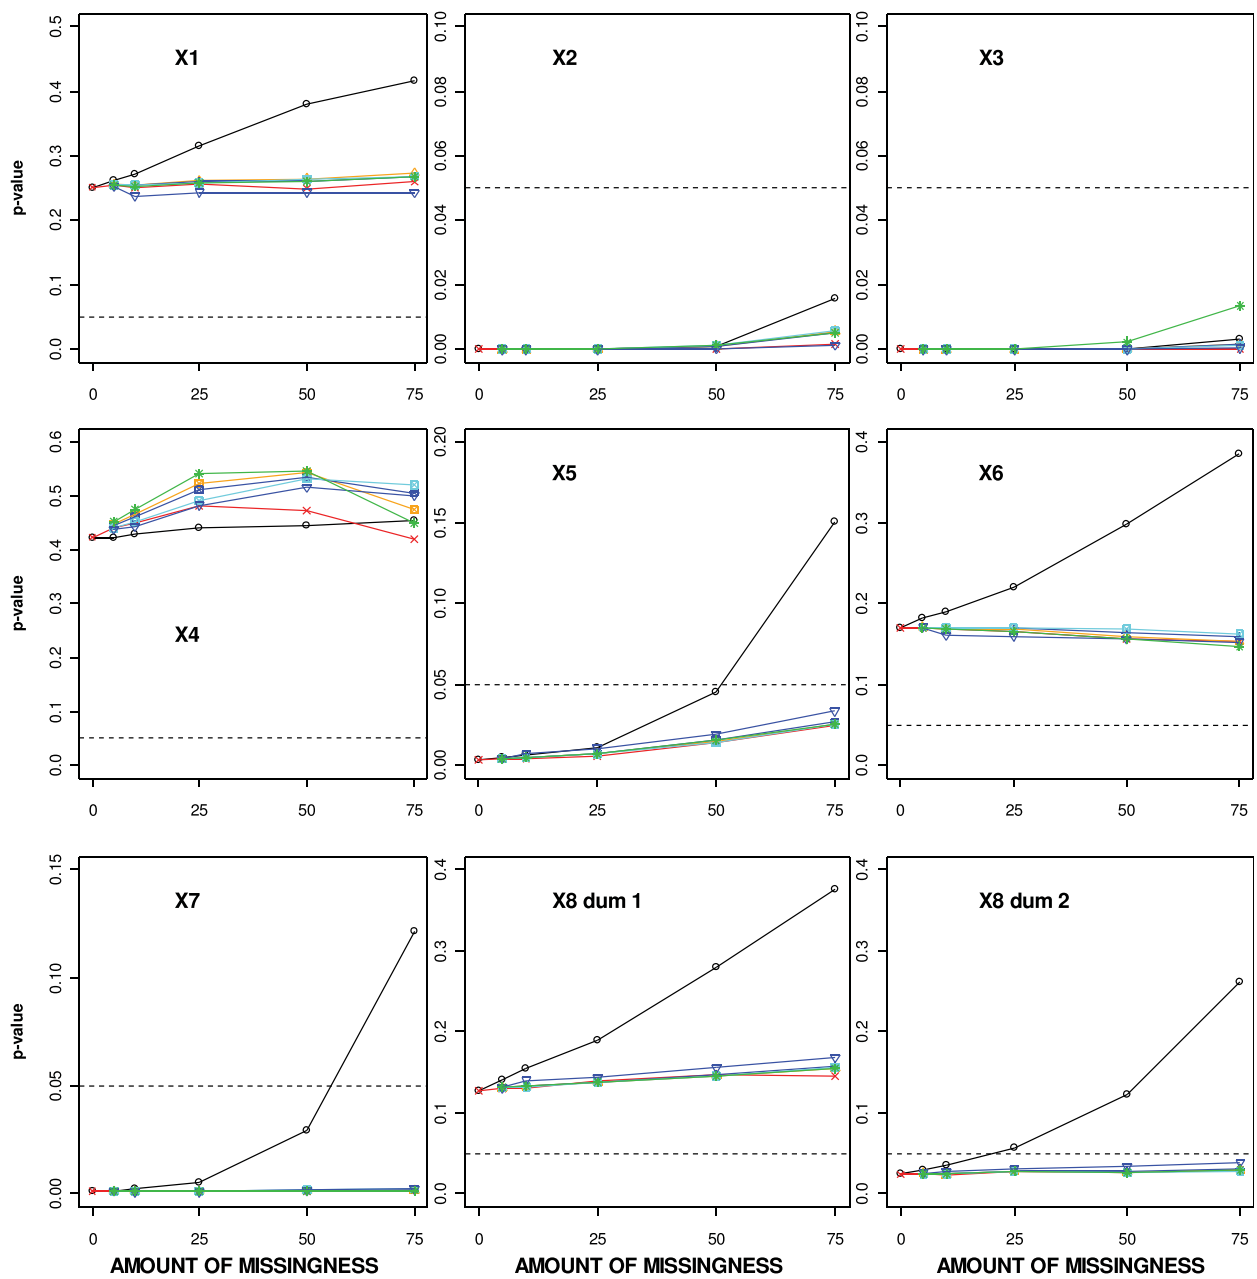 X1
X2
X3
p-value
0.0 0.1 0.2 0.3 0.4 0.5
0.00 0.02 0.04 0.06 0.08 0.10
0.00 0.02 0.04 0.06 0.08 0.10
0 25 50 75
0 25 50 75
0 25 50 75
X4
X5
X6
p-value
0.0 0.1 0.2 0.3 0.4 0.5 0.6
0.00 0.05 0.10 0.15 0.20
0.0 0.1 0.2 0.3 0.4
0 25 50 75
0 25 50 75
0 25 50 75
X7
X8 dum 1
X8 dum 2
p-value
0.00 0.05 0.10 0.15
0.0 0.1 0.2 0.3 0.4
0.0 0.1 0.2 0.3 0.4
0 25 50 75
0 25 50 75
0 25 50 75
AMOUNT OF MISSINGNESS
AMOUNT OF MISSINGNESS
AMOUNT OF MISSINGNESS